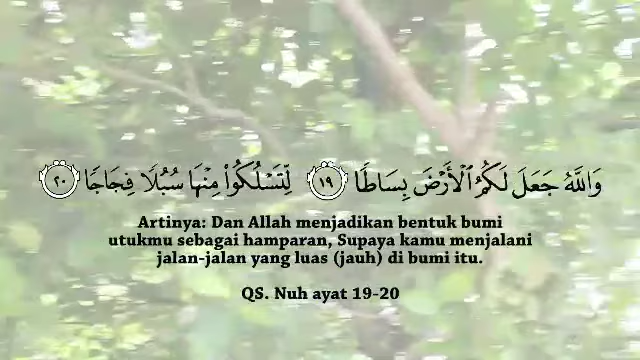 وَاللَّهُ جَعَلَ لَكُمُ ٱلْأَرْضَ بِسَاطًا ١٩ لِّتَسْلُكُوا۟ مِنْهَا سُبُلًا فِجَاجًا ٢٠
Artinya: Dan Allah menjadikan bentuk bumi
utukmu sebagai hamparan, Supaya kamu menjalani
jalan-jalan yang luas (jauh) di bumi itu.
QS. Nuh ayat 19-20